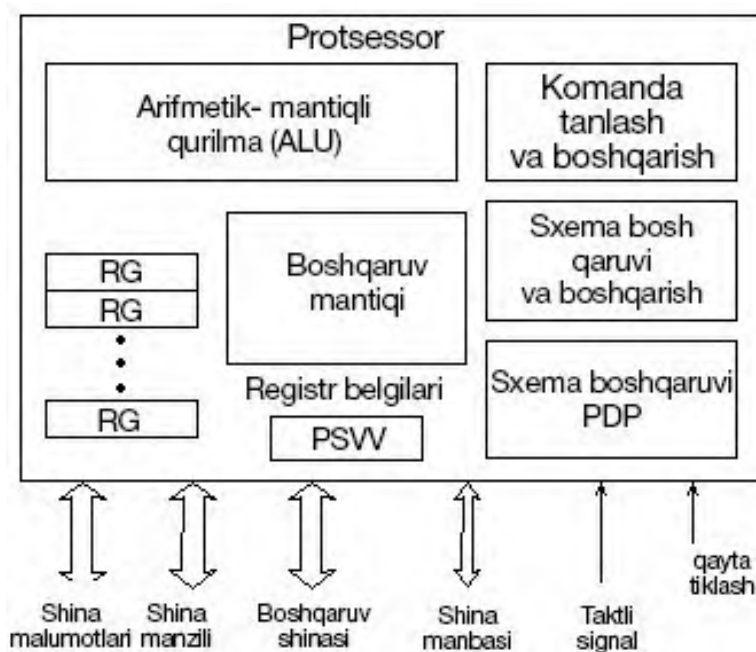 Protsessor
Arifmetik- mantiqli
qurilma (ALU)
Komanda
tanlash
va boshqarish
RG
RG
RG
Boshqaruv
mantiqi
Sxema bosh
qaruvi
va boshqarish
Registr belgilari
PSVV
Sxema boshqaruvi
PDP
Shina
malumotlari
Shina
manzili
Boshqaruv
shinasi
Shina
manbasi
Taktli
signal
qayta
tiklash